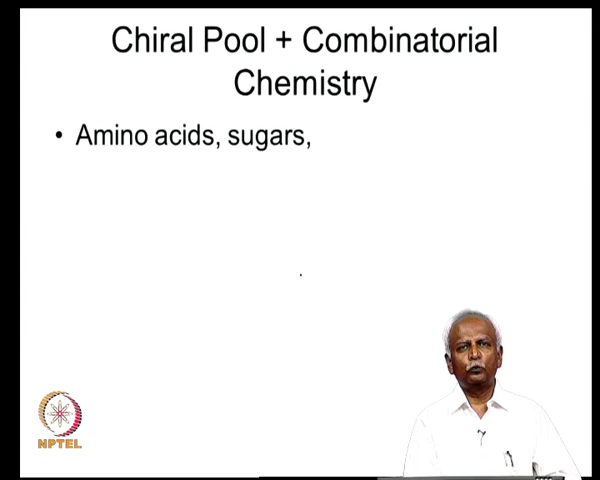 Chiral Pool + Combinatorial
Chemistry
• Amino acids, sugars,
NPTEL